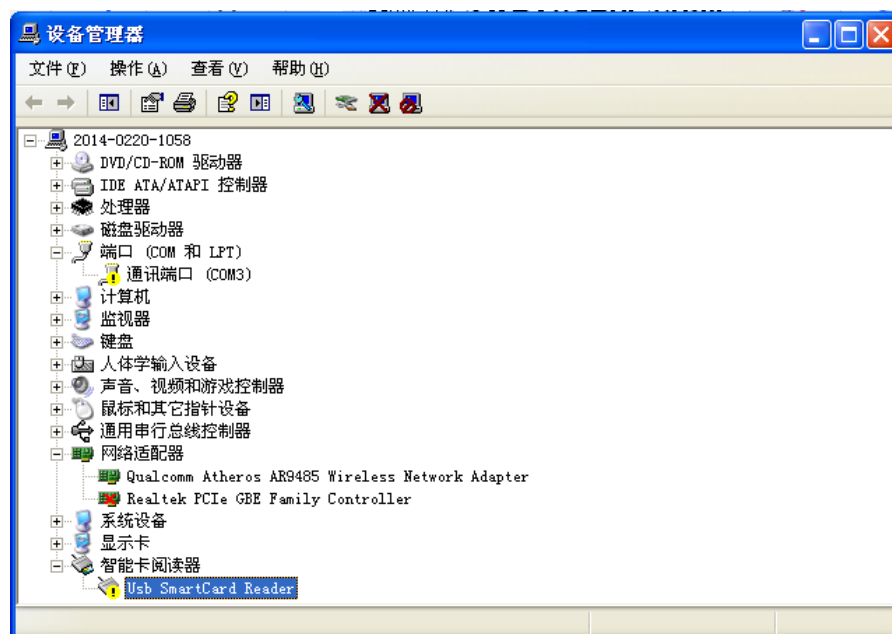 设备管理器
文件(F) 操作(A) 查看(V) 帮助(H)
2014-0220-1058
DVD/CD-ROM 驱动器
IDE ATA/ATAPI 控制器
处理器
磁盘驱动器
端口 (COM 和 LPT)
通讯端口 (COM3)
计算机
监视器
键盘
人体学输入设备
声音、视频和游戏控制器
鼠标和其它指针设备
通用串行总线控制器
网络适配器
Qualcomm Atheros AR9485 Wireless Network Adapter
Realtek PCIe GBE Family Controller
系统设备
显示卡
智能卡阅读器
Usb SmartCard Reader